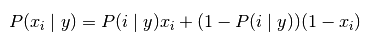 P(x_i | y) = P(i | y)x_i + (1 − P(i | y))(1 − x_i)